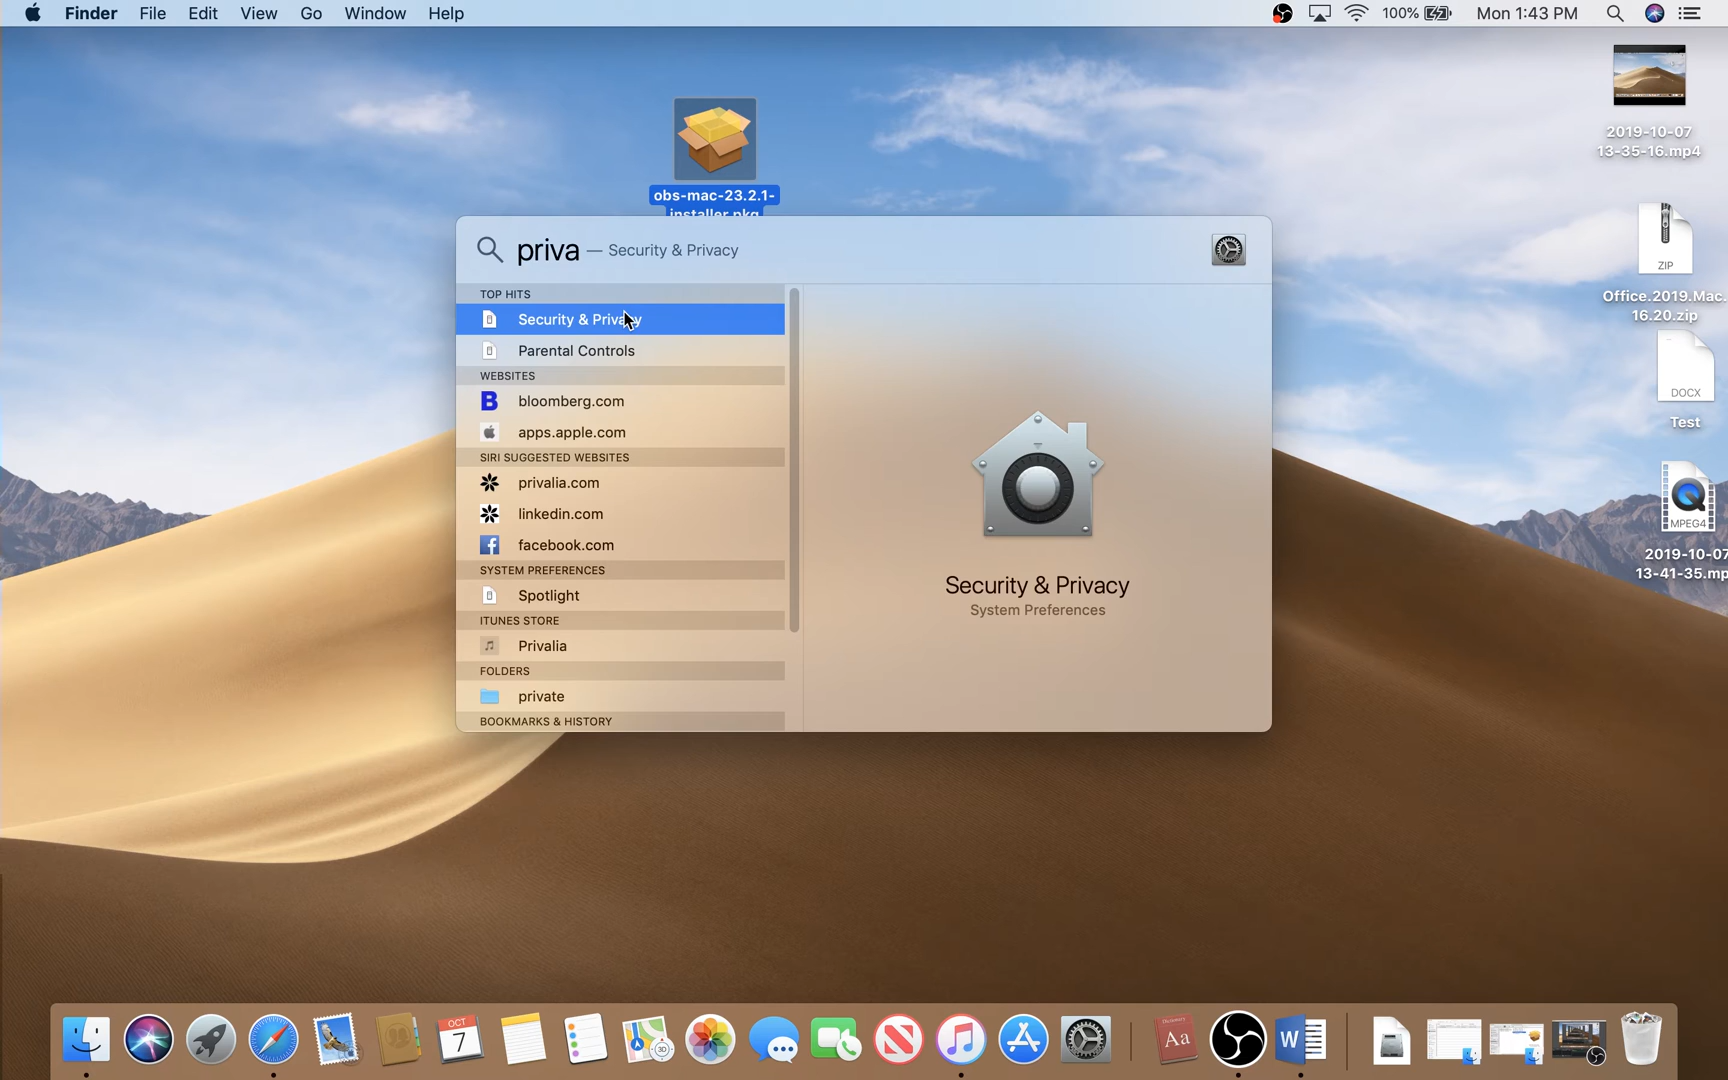 Finder File Edit View Go Window Help 100% Mon 1:43 PM
2019-10-07
13-35-16.mp4
obs-mac-23.2.1-
installer.pkg
priva — Security & Privacy
TOP HITS
Security & Privacy
Parental Controls
WEBSITES
B bloomberg.com
apps.apple.com
SIRI SUGGESTED WEBSITES
privalia.com
linkedin.com
f facebook.com
SYSTEM PREFERENCES
Spotlight
ITUNES STORE
Privalia
FOLDERS
private
BOOKMARKS & HISTORY
Security & Privacy
System Preferences
ZIP
Office.2019.Mac.
16.20.zip
DOCX
Test
MPEG4
2019-10-07
13-41-35.mp
OCT
7
3D
Aa
W